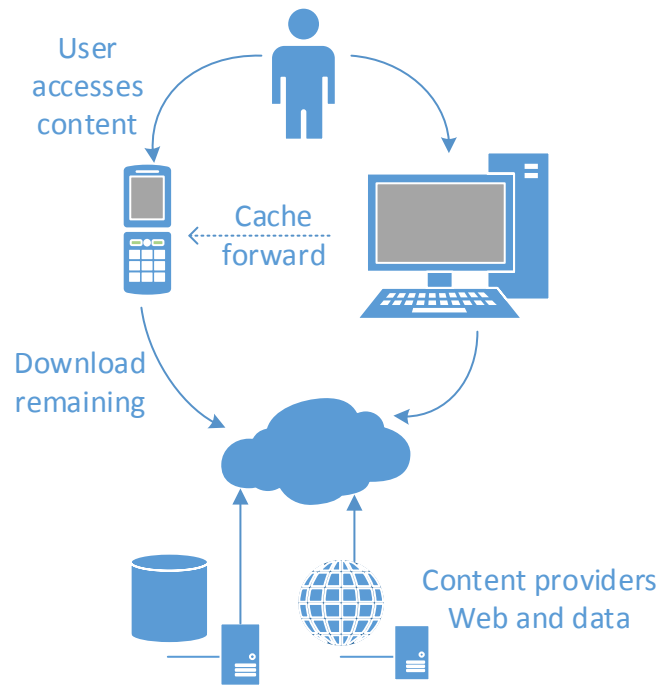 User
accesses
content
Cache
forward
Download
remaining
Content providers
Web and data